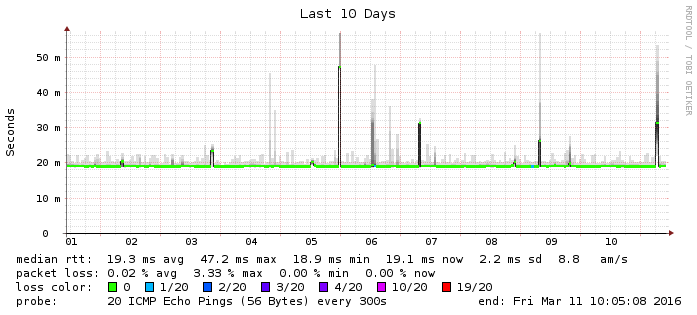 Last 10 Days
RRDTOOL / TOBI OETIKER
Seconds
50 m
40 m
30 m
20 m
10 m
0
01 02 03 04 05 06 07 08 09 10
median rtt: 19.3 ms avg 47.2 ms max 18.9 ms min 19.1 ms now 2.2 ms sd 8.8 am/s
packet loss: 0.02 % avg 3.33 % max 0.00 % min 0.00 % now
loss color: 0 1/20 2/20 3/20 4/20 10/20 19/20
probe: 20 ICMP Echo Pings (56 Bytes) every 300s end: Fri Mar 11 10:05:08 2016